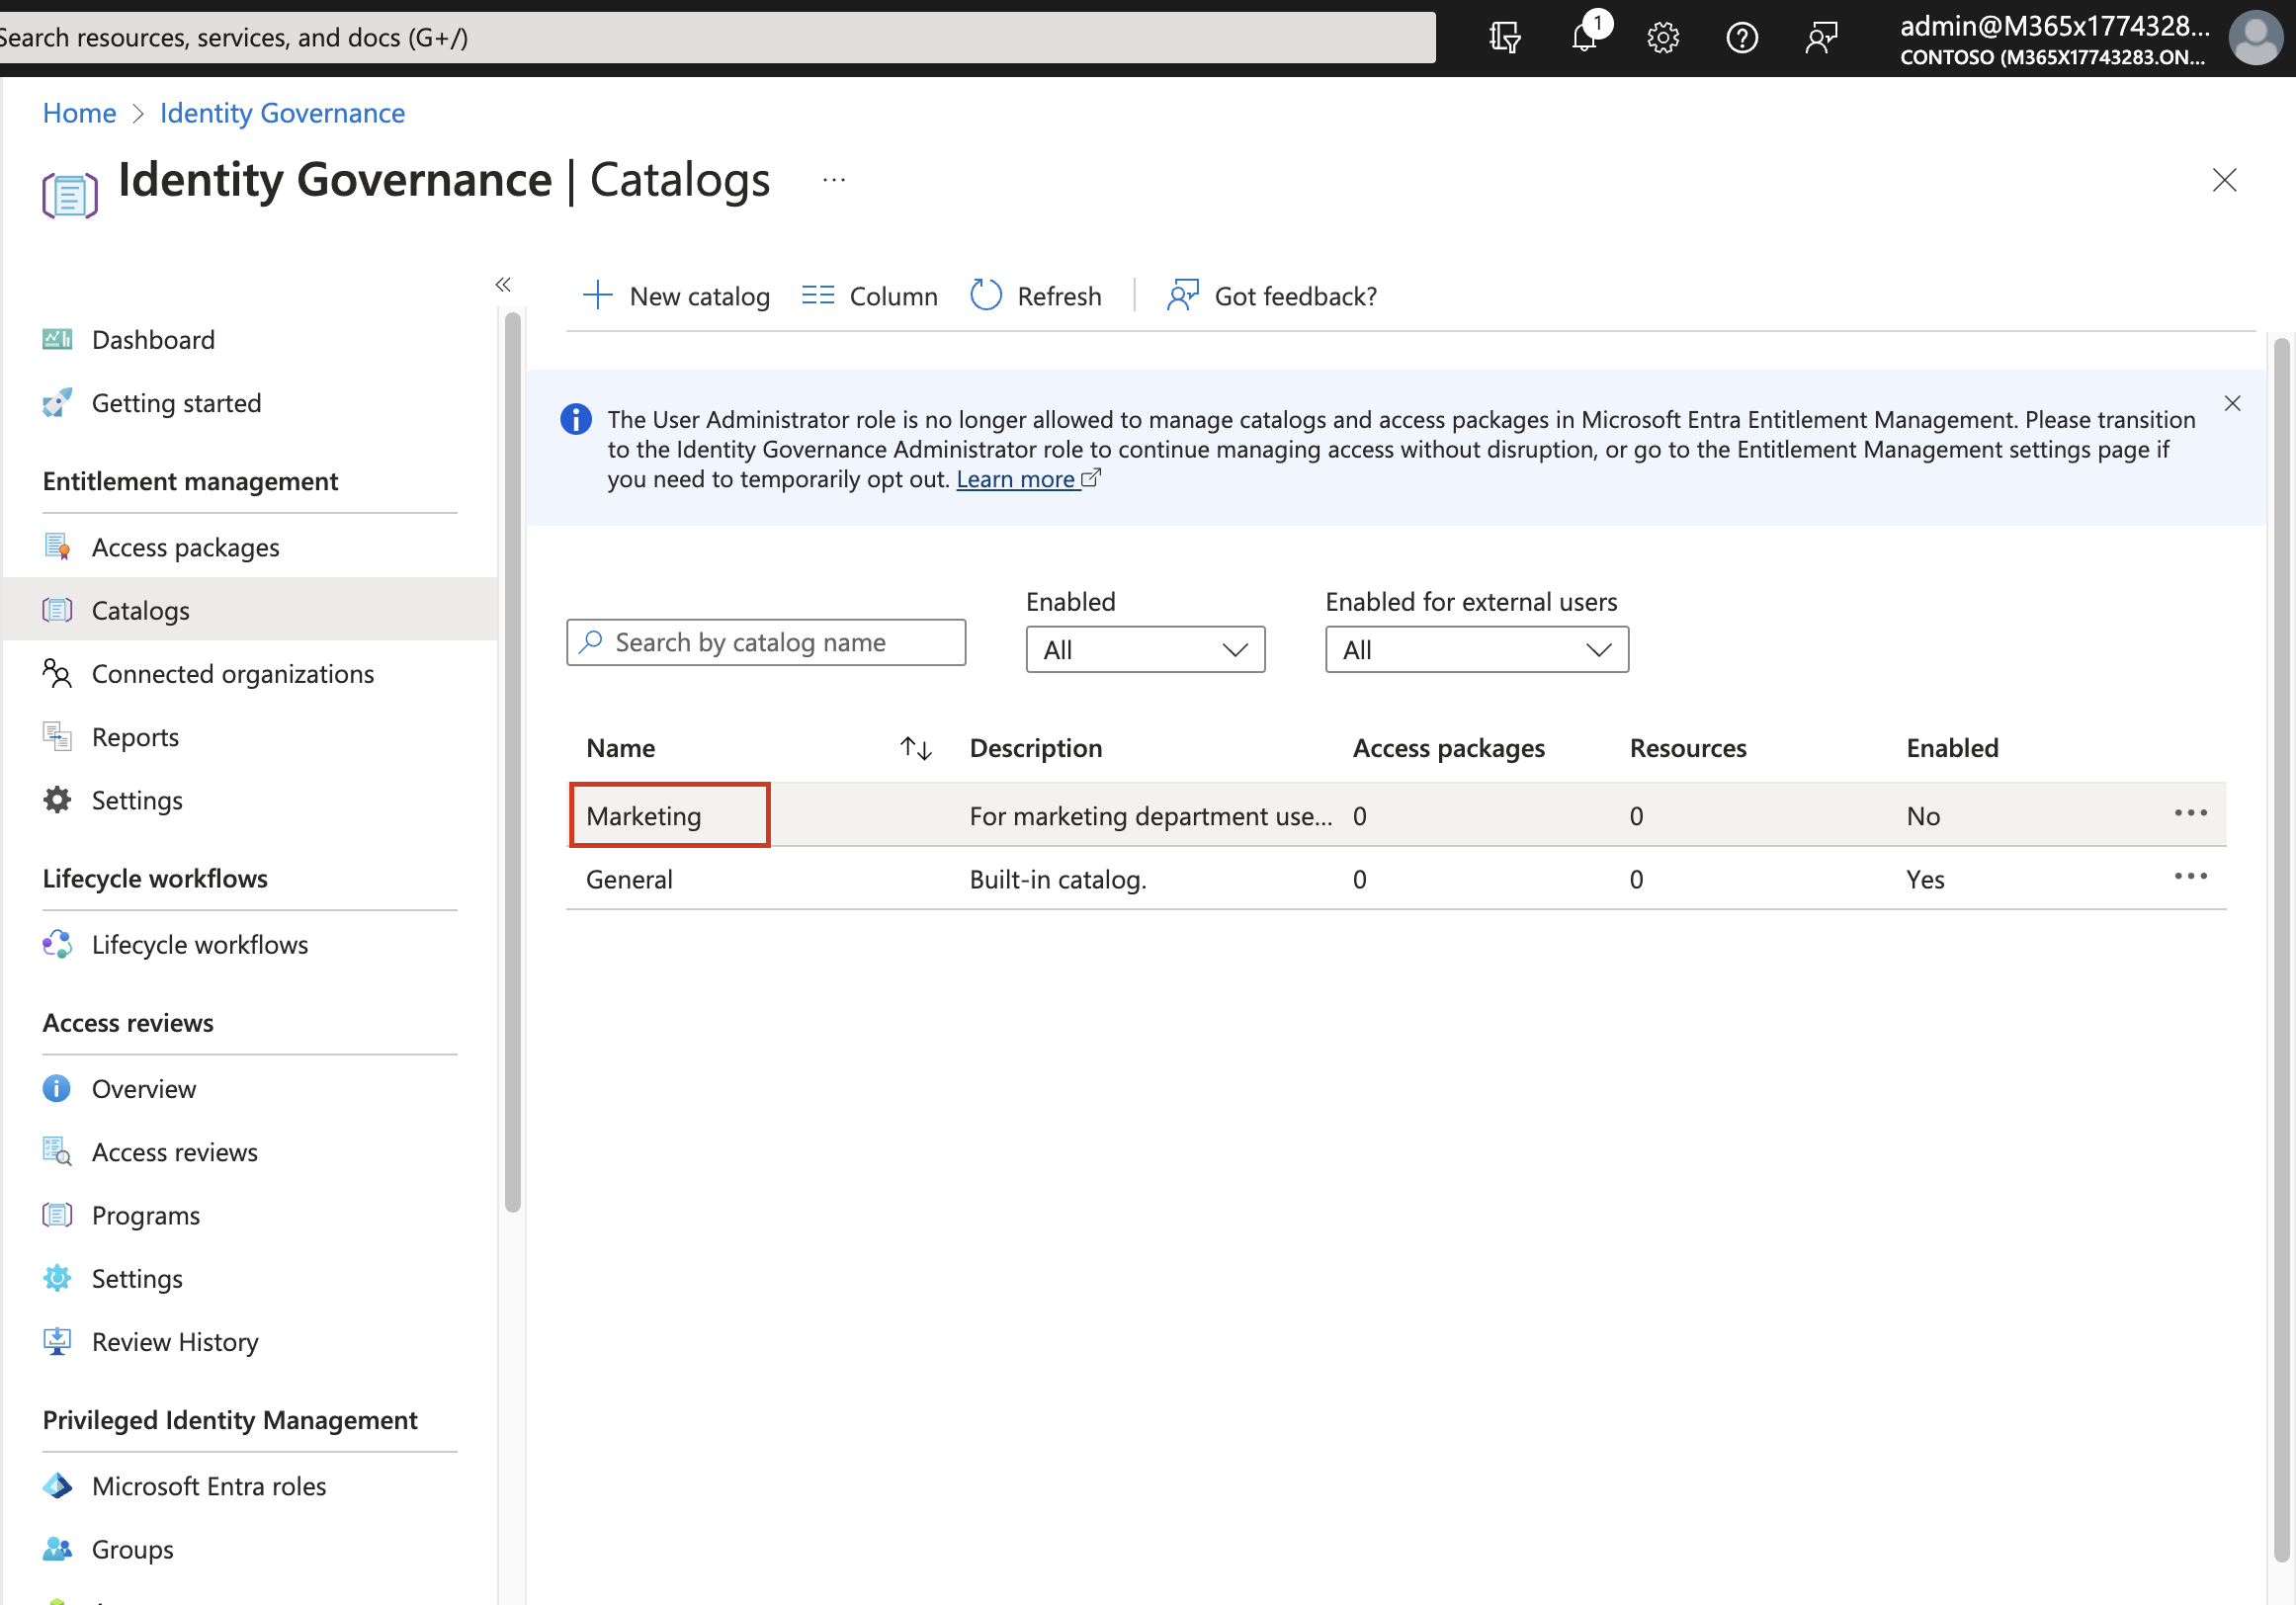 Search resources, services, and docs (G+/)
1
admin@M365x1774328...
CONTOSO (M365X17743283.ON...
Home > Identity Governance
Identity Governance | Catalogs ...
New catalog Column Refresh Got feedback?
Dashboard
Getting started
Entitlement management
Access packages
Catalogs
Connected organizations
Reports
Settings
Lifecycle workflows
Lifecycle workflows
Access reviews
Overview
Access reviews
Programs
Settings
Review History
Privileged Identity Management
Microsoft Entra roles
Groups
The User Administrator role is no longer allowed to manage catalogs and access packages in Microsoft Entra Entitlement Management. Please transition
to the Identity Governance Administrator role to continue managing access without disruption, or go to the Entitlement Management settings page if
you need to temporarily opt out. Learn more
Enabled Enabled for external users
Search by catalog name All All
Name Description Access packages Resources Enabled
Marketing For marketing department use... 0 0 No ...
General Built-in catalog. 0 0 Yes ...